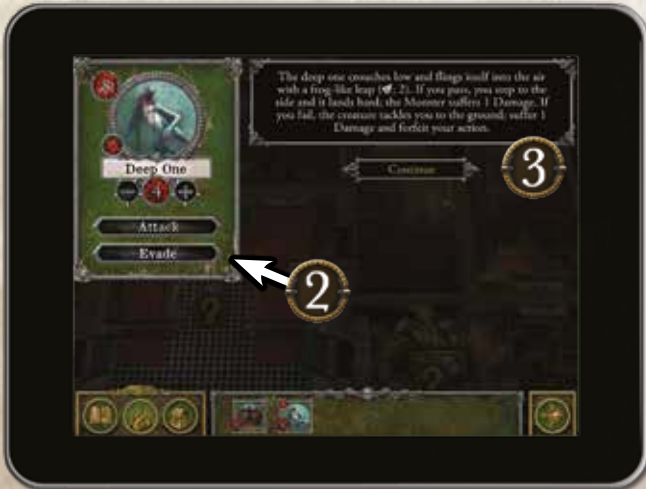 The deep one crouches low and flings itself into the air
with a frog-like leap (; 2). If you pass, you step to the
side and it lands hard; the Monster suffers 1 Damage. If
you fail, the creature tackles you to the ground; suffer 1
Damage and forfeit your action.
Deep One
4
Continue
3
Attack
Evade
2
?
?